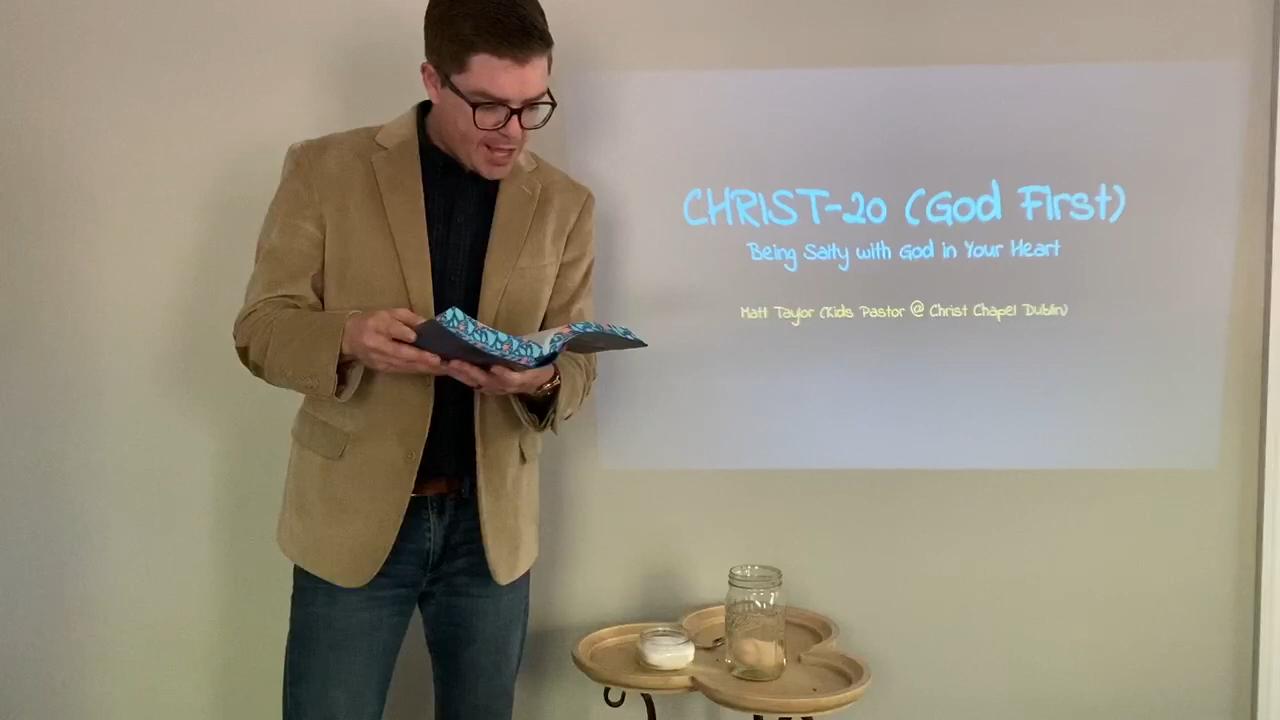 CHRIST-20 (God First)
Being Salty with God in Your Heart
Matt Taylor (Kids Pastor @ Christ Chapel Dublin)